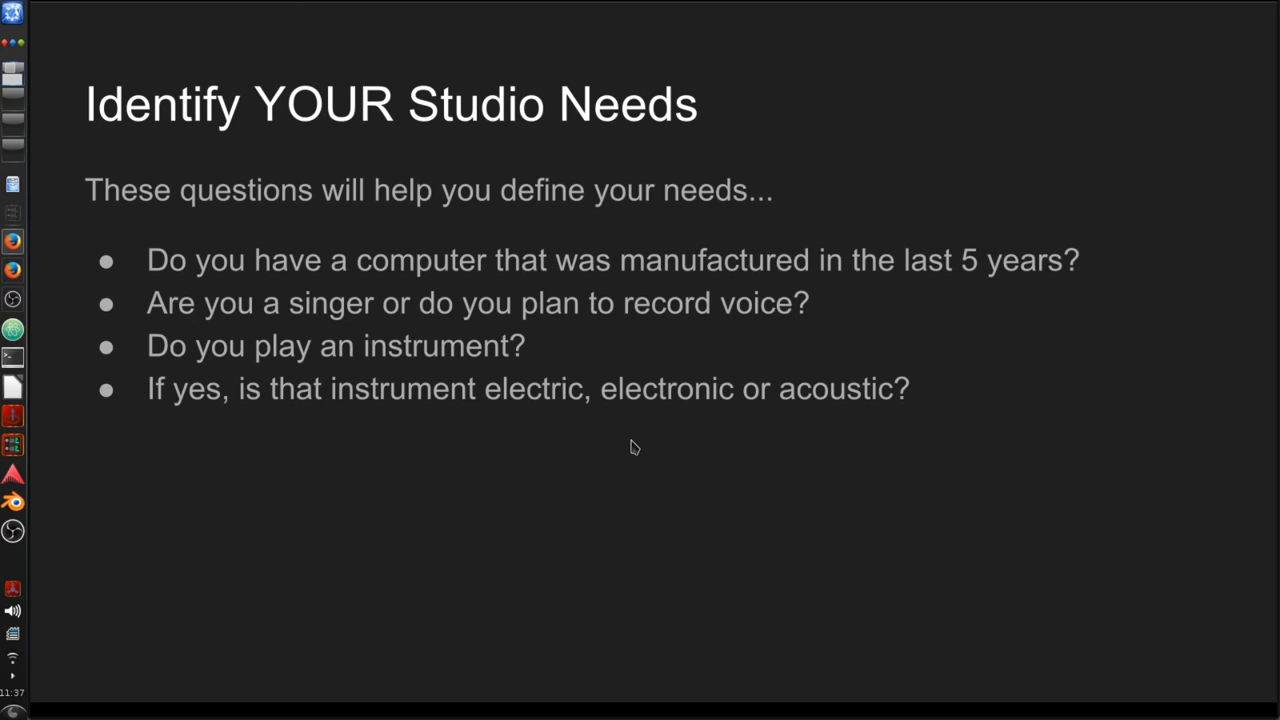 Identify YOUR Studio Needs
These questions will help you define your needs...
● Do you have a computer that was manufactured in the last 5 years?
● Are you a singer or do you plan to record voice?
● Do you play an instrument?
● If yes, is that instrument electric, electronic or acoustic?
11:37